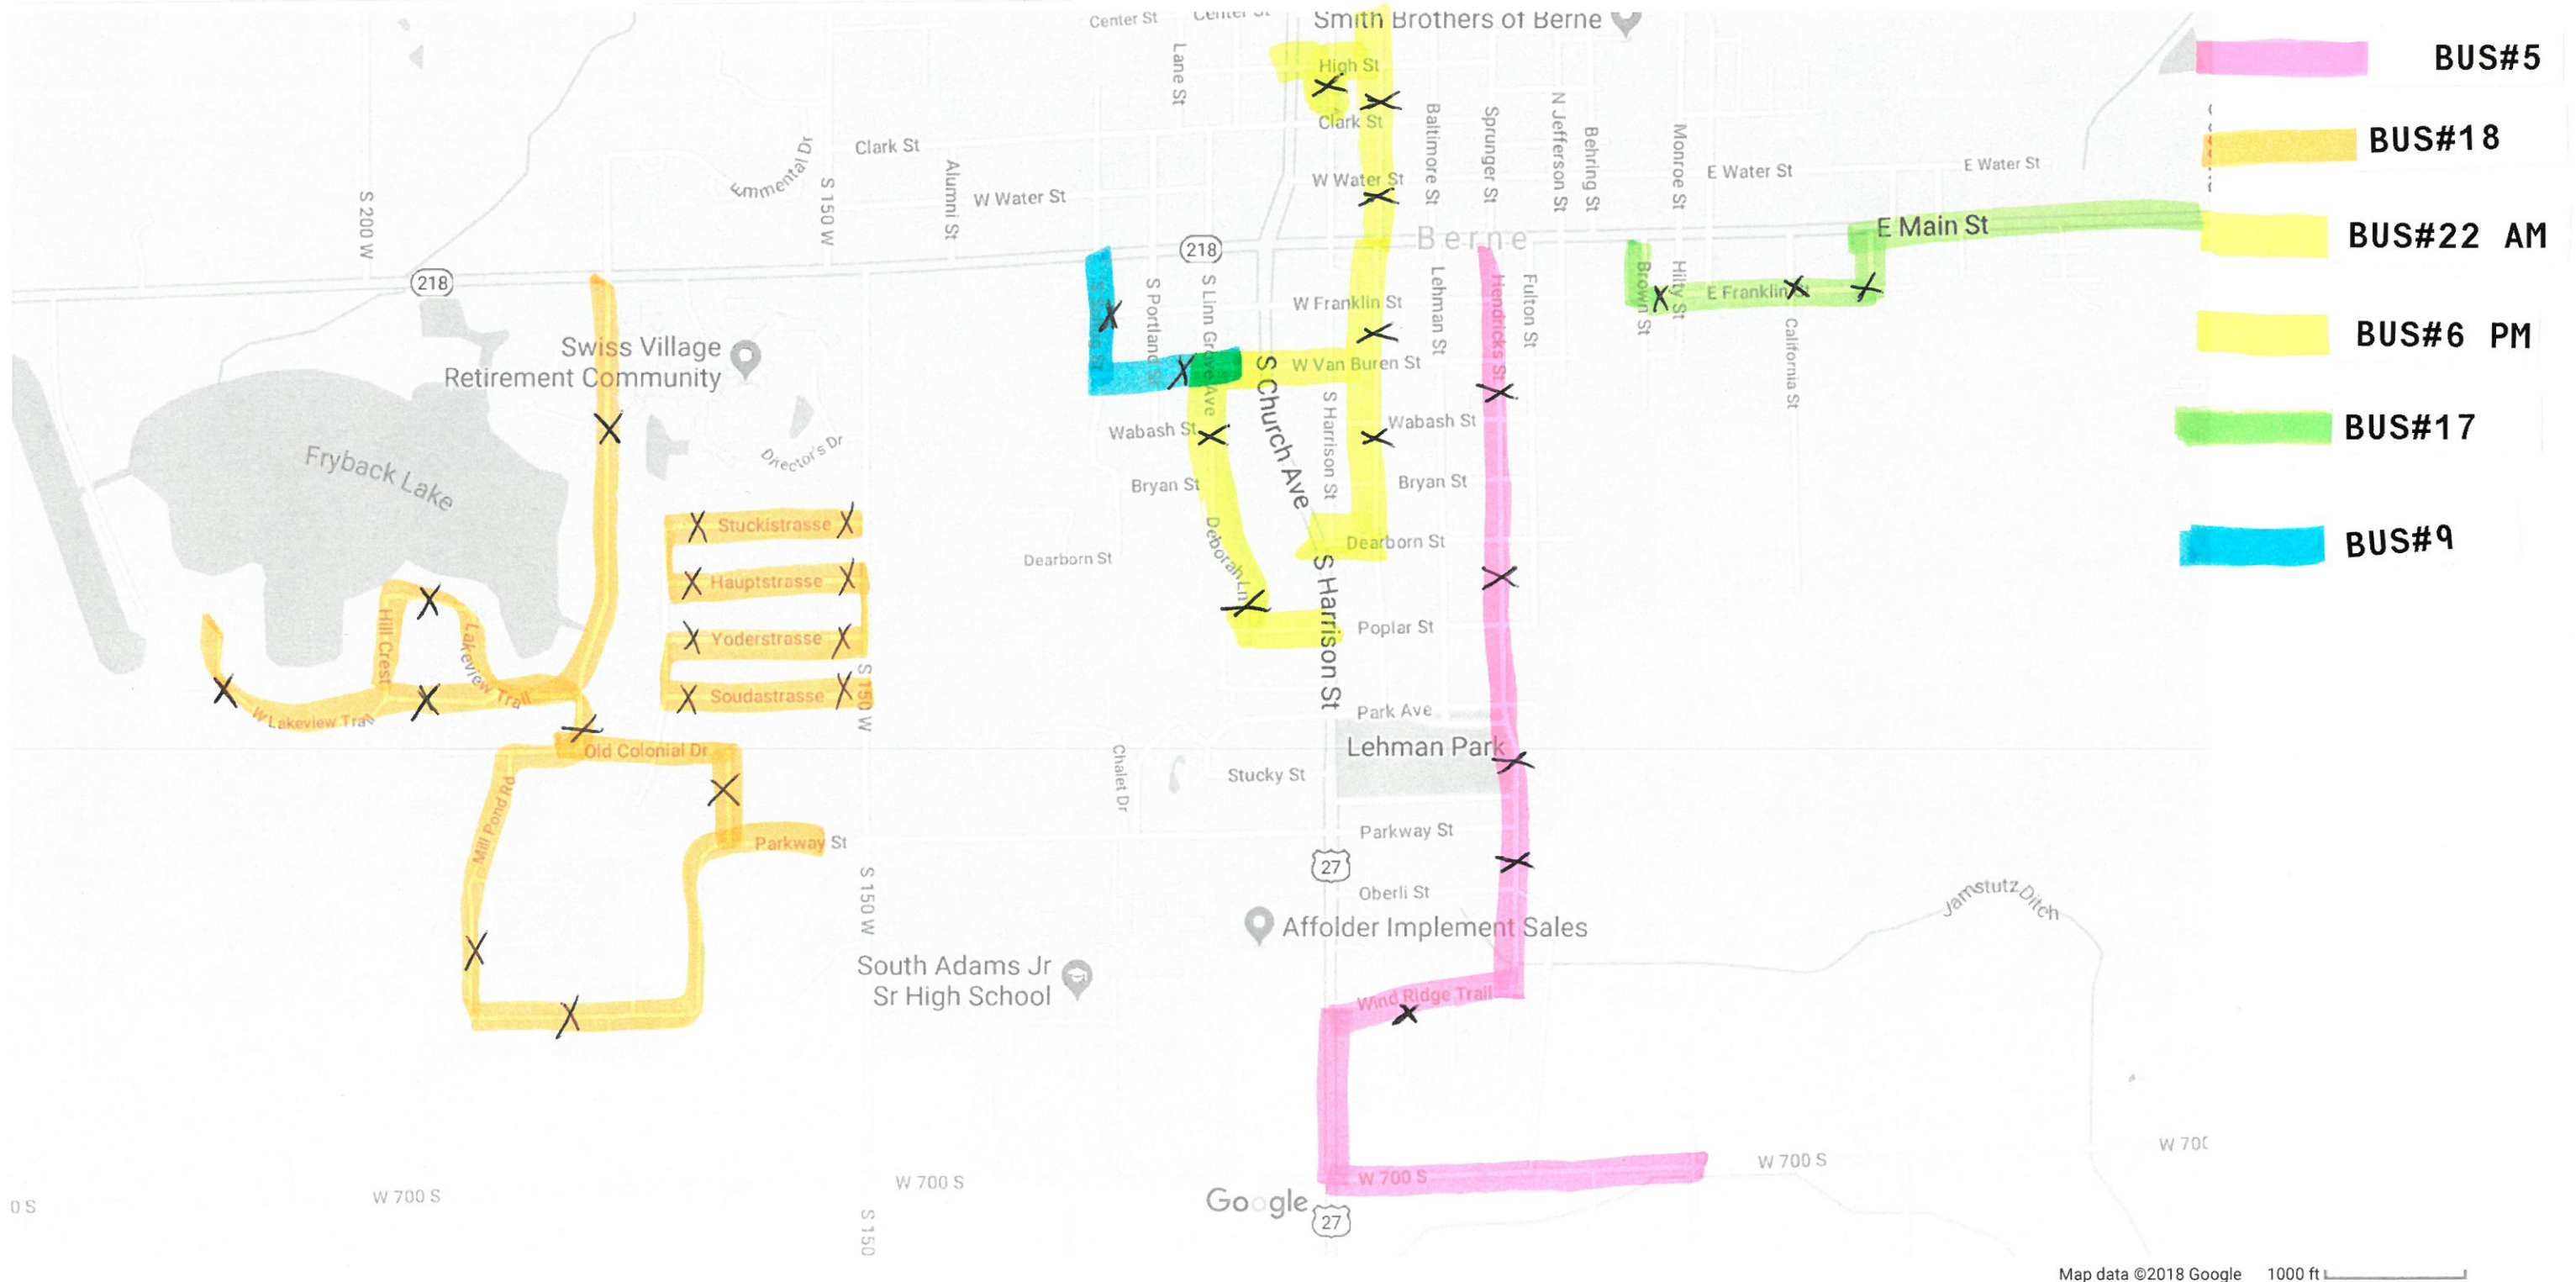 Center St
Center St
Smith Brothers of Berne
BUS#5
High St
Lane St
Clark St
BUS#18
Clark St
Emmental Dr
Alumni St
S 150 W
S 200 W
W Water St
W Water St
Baltimore St
Sprunger St
N Jefferson St
Behring St
Monroe St
E Water St
E Water St
E Main St
BUS#22 AM
Berne
218
218
S Portland St
S Linn Grove Ave
W Franklin St
Lehman St
Hendricks St
Fulton St
Brown St
Hilty St
E Franklin St
California St
BUS#6 PM
Swiss Village
Retirement Community
W Van Buren St
S Church Ave
S Harrison St
Wabash St
Wabash St
BUS#17
Director's Dr
Fryback Lake
Bryan St
Bryan St
Stuckistrasse
Deborah Ln
Dearborn St
Dearborn St
BUS#9
Hauptstrasse
Yoderstrasse
Soudastrasse
S 150 W
Hill Crest
Lakeview Trail
W Lakeview Trai
Poplar St
S Harrison St
Park Ave
Lehman Park
Old Colonial Dr
Chalet Dr
Stucky St
Mill Pond Rd
Parkway St
Parkway St
27
S 150 W
Oberli St
Affolder Implement Sales
Jamstutz Ditch
South Adams Jr
Sr High School
Wind Ridge Trail
W 700 S
W 700 S
W 700 S
W 700 S
W 700
0 S
Google
27
S 150
Map data ©2018 Google 1000 ft